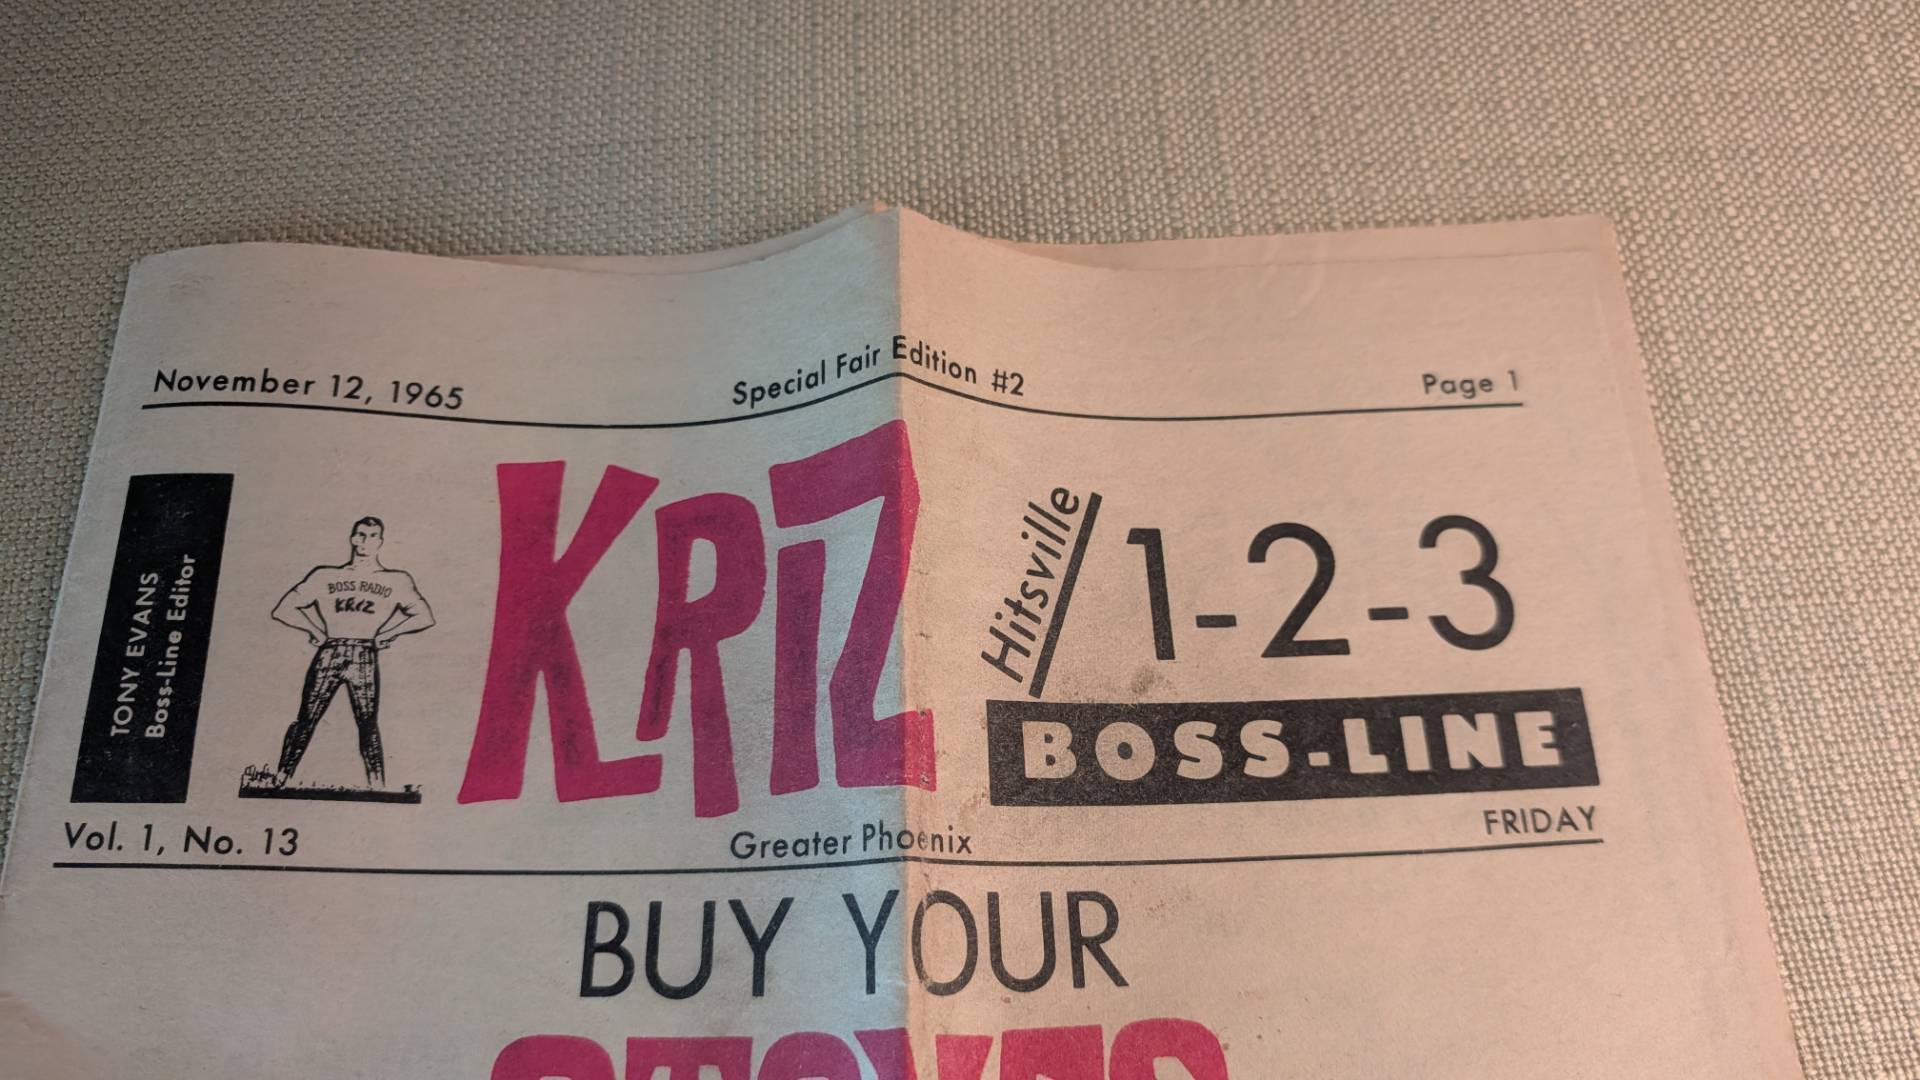 November 12, 1965
Special Fair Edition #2
Page 1
TONY EVANS
Boss-Line Editor
BOSS RADIO
KRIZ
KRIZ
Hitsville
1-2-3
BOSS-LINE
Vol. 1, No. 13
Greater Phoenix
FRIDAY
BUY YOUR